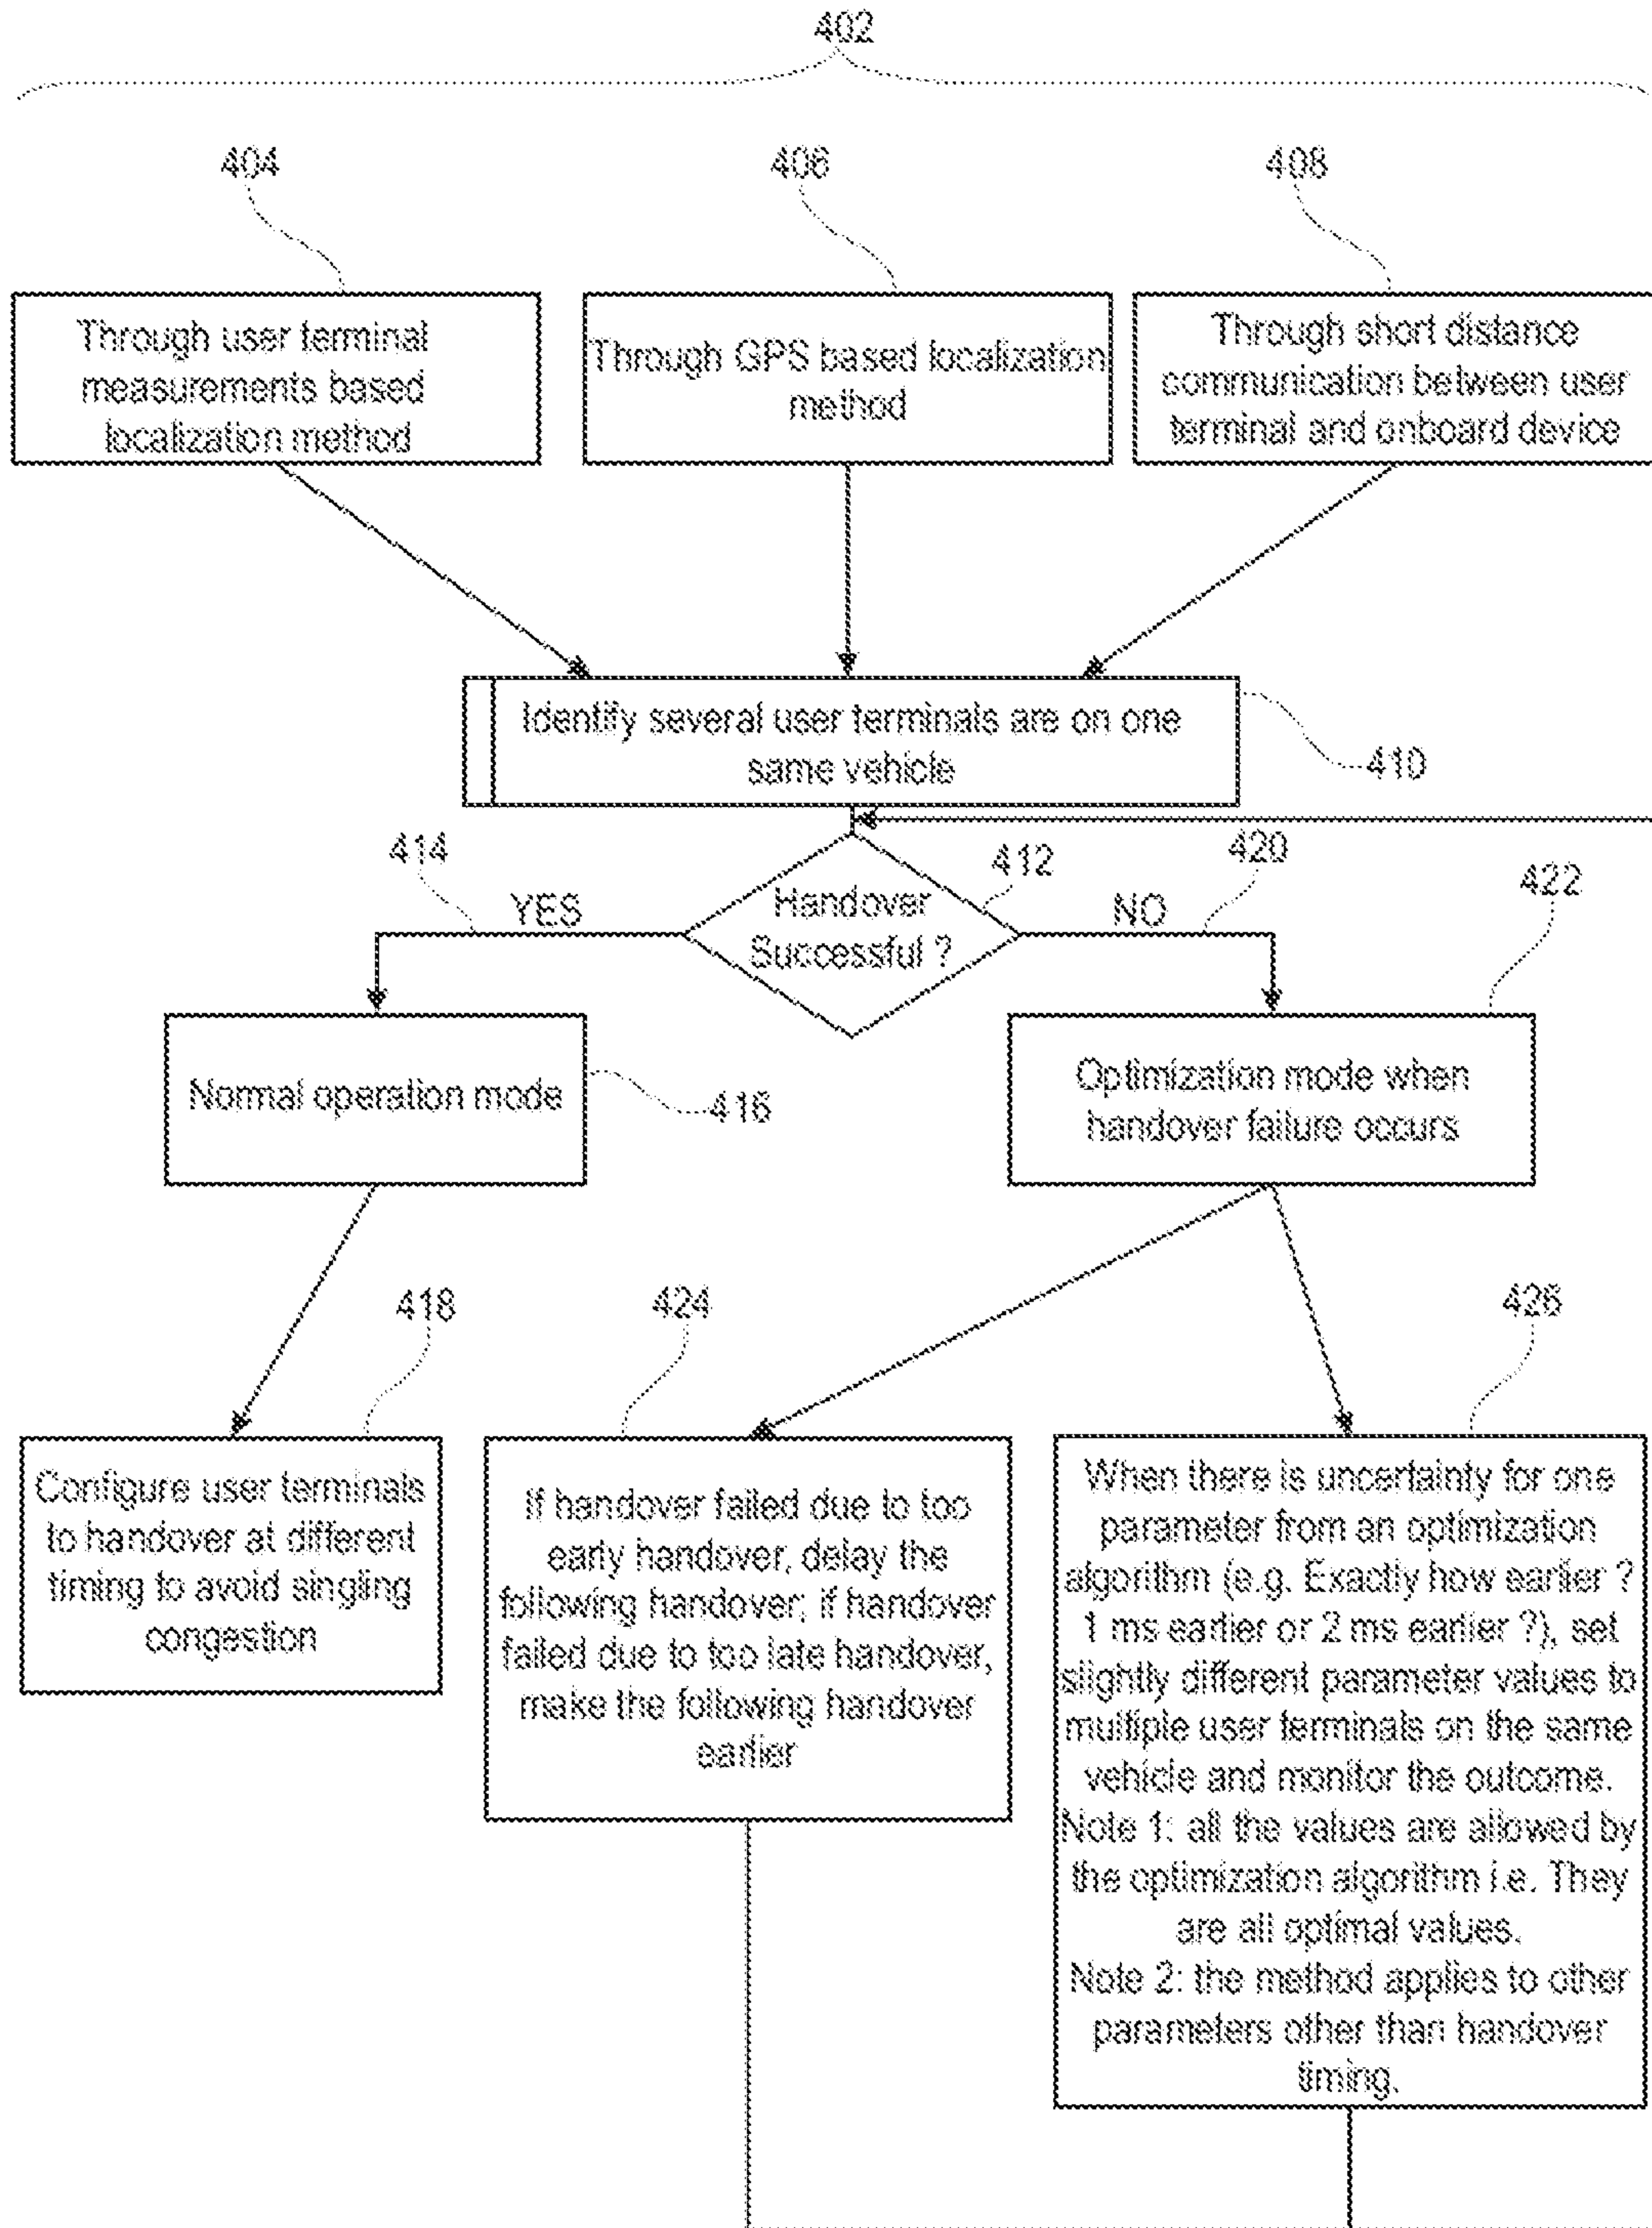 402
404
406
408
Through user terminal
measurements based
localization method
Through GPS based localization
method
Through short distance
communication between user
terminal and onboard device
Identify several user terminals are on one
same vehicle
410
414
YES
Handover
Successful ?
412
420
NO
422
Normal operation mode
416
Optimization mode when
handover failure occurs
418
424
426
Configure user terminals
to handover at different
timing to avoid singling
congestion
If handover failed due to too
early handover, delay the
following handover; if handover
failed due to too late handover,
make the following handover
earlier
When there is uncertainty for one
parameter from an optimization
algorithm (e.g. Exactly how earlier ?
1 ms earlier or 2 ms earlier ?), set
slightly different parameter values to
multiple user terminals on the same
vehicle and monitor the outcome.
Note 1: all the values are allowed by
the optimization algorithm i.e. They
are all optimal values.
Note 2: the method applies to other
parameters other than handover
timing.